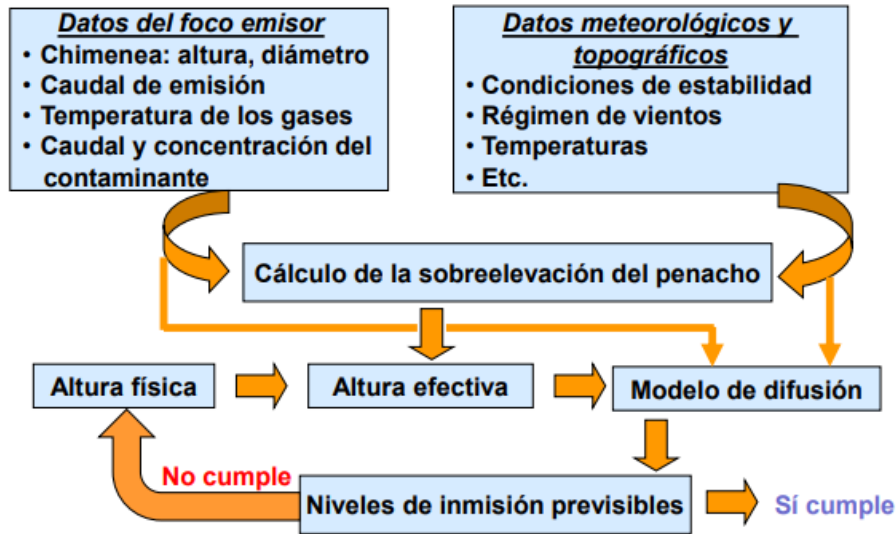 Datos del foco emisor
• Chimenea: altura, diámetro
• Caudal de emisión
• Temperatura de los gases
• Caudal y concentración del
contaminante
Datos meteorológicos y
topográficos
• Condiciones de estabilidad
• Régimen de vientos
• Temperaturas
• Etc.
Cálculo de la sobreelevación del penacho
Altura física
Altura efectiva
Modelo de difusión
No cumple
Niveles de inmisión previsibles
Sí cumple